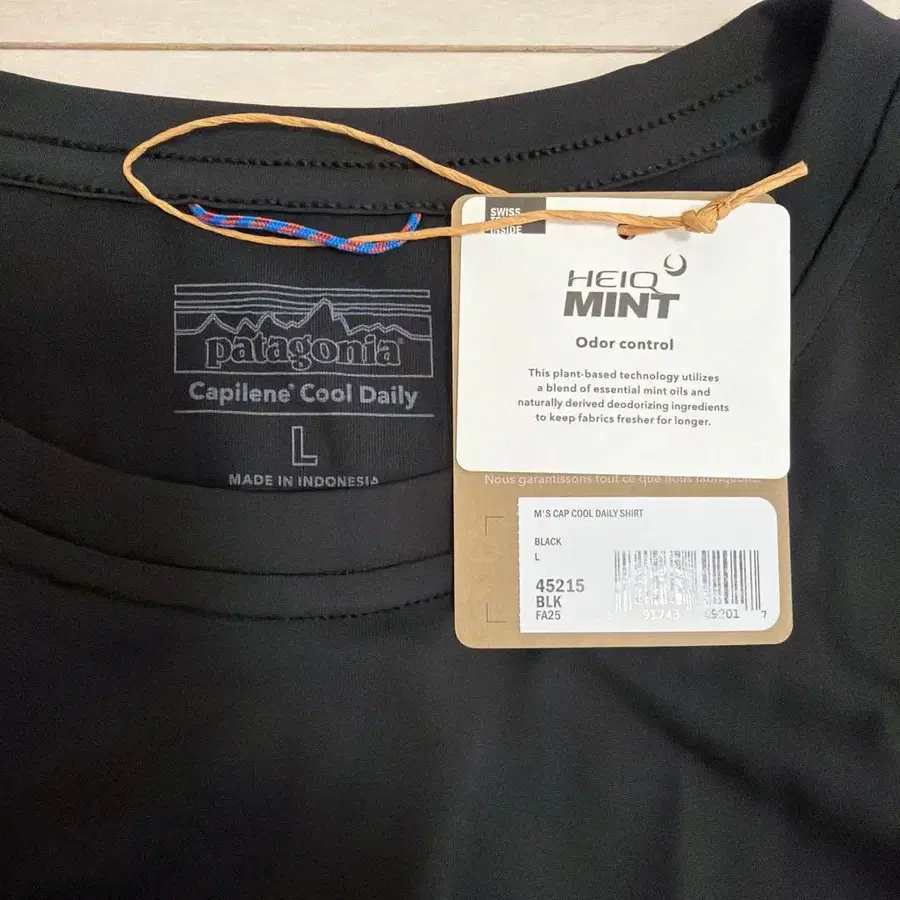 patagonia®
Capilene® Cool Daily
L
MADE IN INDONESIA
SWISS
INSIDE
HEIQ
MINT
Odor control
This plant-based technology utilizes
a blend of essential mint oils and
naturally derived deodorizing ingredients
to keep fabrics fresher for longer.
Nous garantissons tout ce que nous fabriquons.
M'S CAP COOL DAILY SHIRT
BLACK
L
45215
BLK
FA25
7